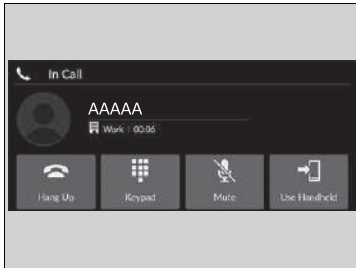 In Call
AAAAA
Work | 00:06
Hang Up
Keypad
Mute
Use Handheld